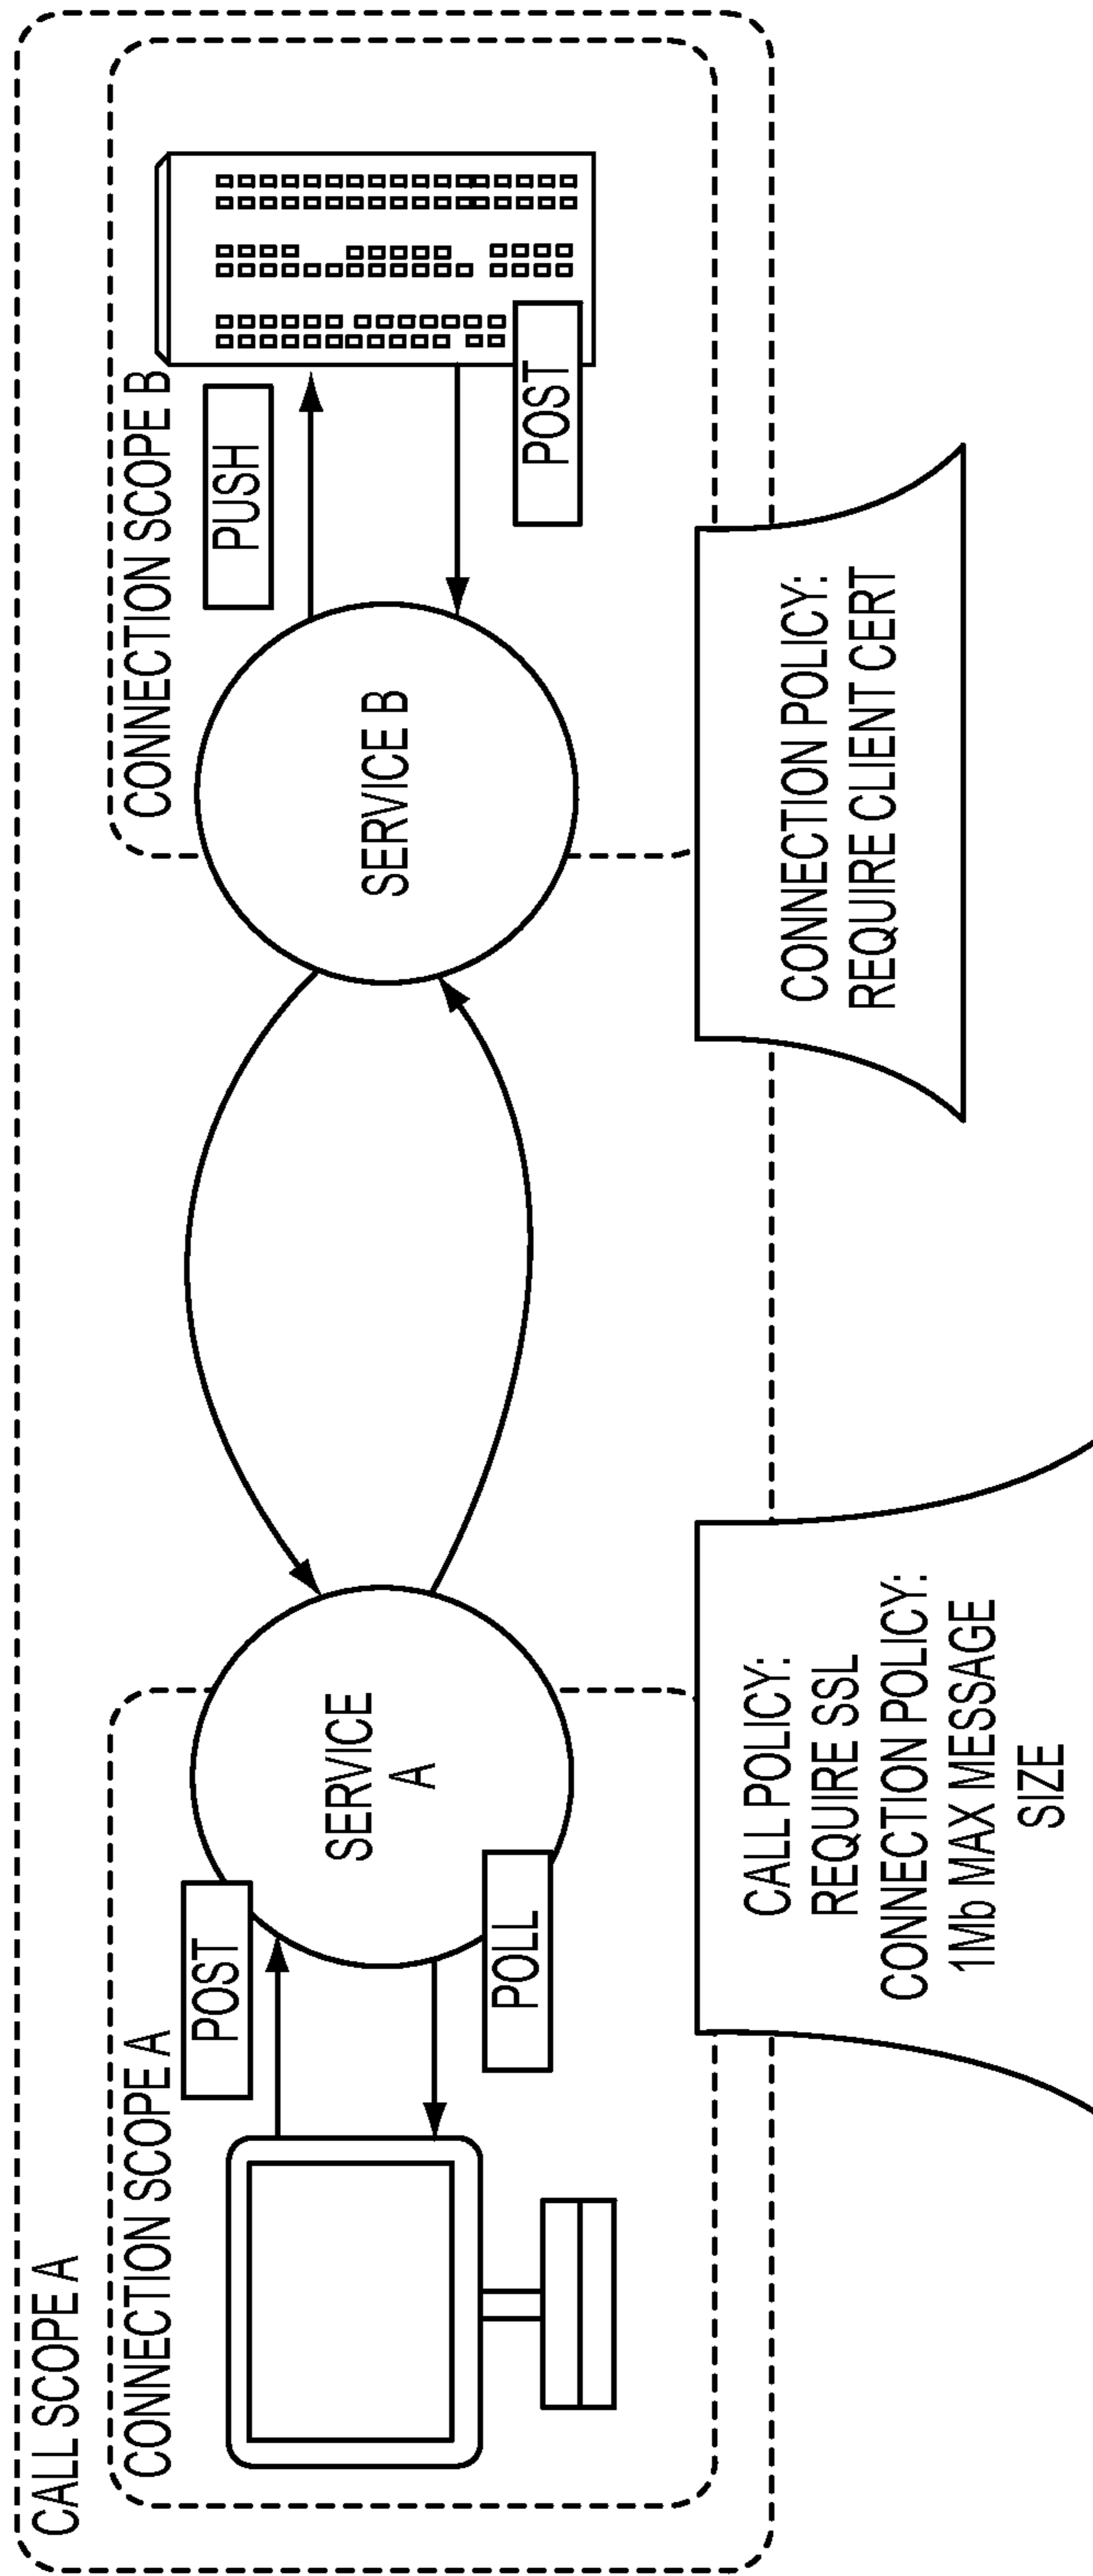 CALL SCOPE A
CONNECTION SCOPE A
CONNECTION SCOPE B
POST
PUSH
SERVICE
A
SERVICE B
POLL
POST
CALL POLICY:
REQUIRE SSL
CONNECTION POLICY:
1Mb MAX MESSAGE
SIZE
CONNECTION POLICY:
REQUIRE CLIENT CERT